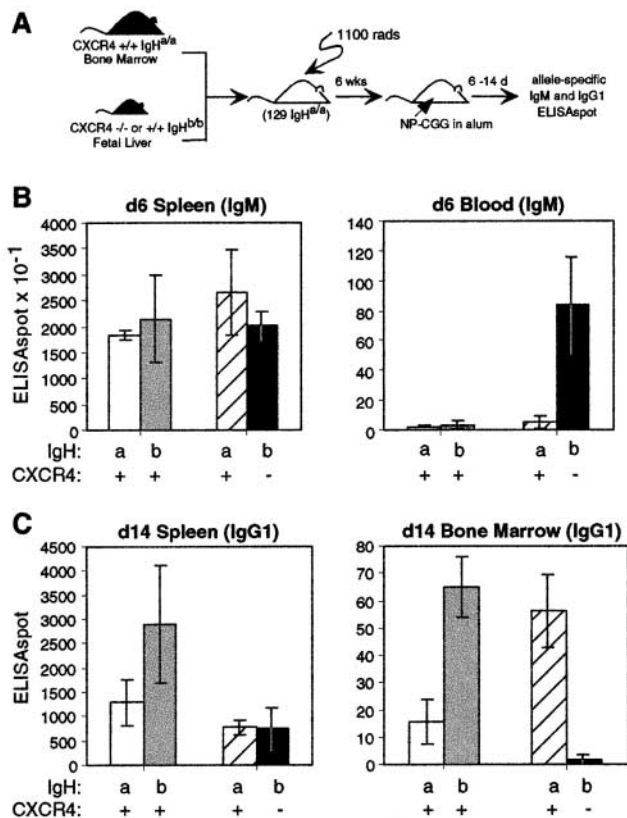 A
CXCR4 +/+ IgH^a/a
Bone Marrow
CXCR4 -/- or +/+ IgH^b/b
Fetal Liver
1100 rads
(129 IgH^a/a)
6 wks
NP-CGG in alum
6 -14 d
allele-specific
IgM and IgG1
ELISAspot
B
d6 Spleen (IgM)
ELISAspot x 10^-1
4000
3500
3000
2500
2000
1500
1000
500
0
IgH: a b a b
CXCR4: + + + -
d6 Blood (IgM)
140
120
100
80
60
40
20
0
a b a b
+ + + -
C
d14 Spleen (IgG1)
ELISAspot
4500
4000
3500
3000
2500
2000
1500
1000
500
0
IgH: a b a b
CXCR4: + + + -
d14 Bone Marrow (IgG1)
80
70
60
50
40
30
20
10
0
a b a b
+ + + -